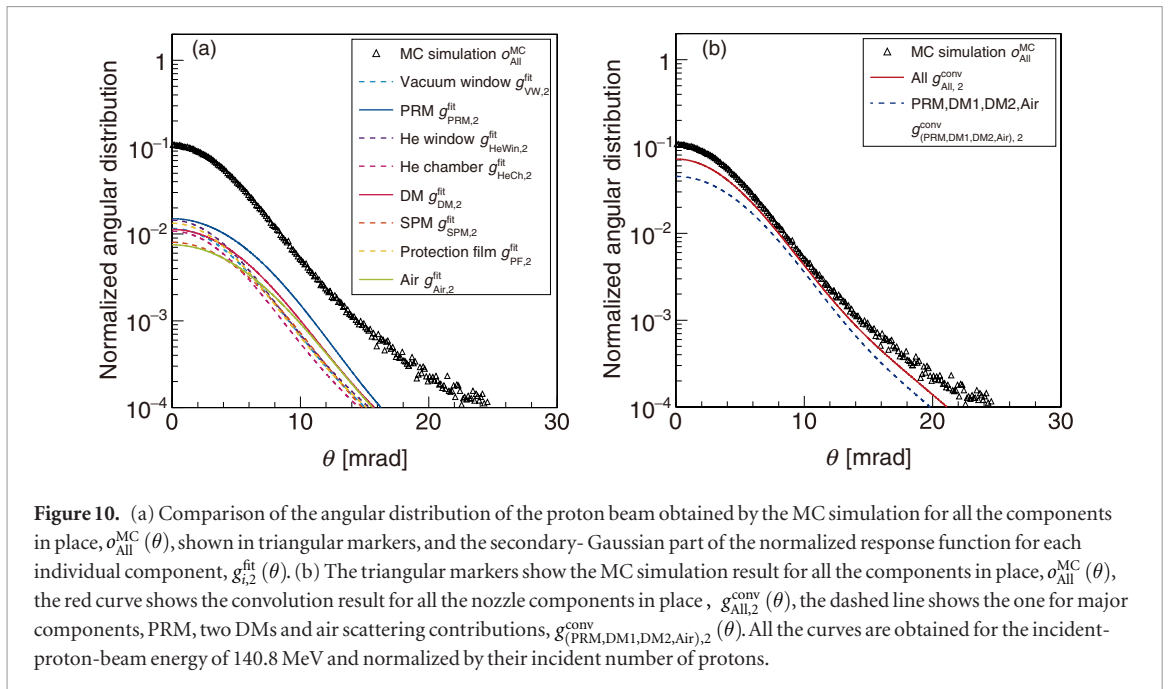 (a)
MC simulation o^MC_All
Vacuum window g^fit_VW,2
PRM g^fit_PRM,2
He window g^fit_HeWin,2
He chamber g^fit_HeCh,2
DM g^fit_DM,2
SPM g^fit_SPM,2
Protection film g^fit_PF,2
Air g^fit_Air,2
Normalized angular distribution
1
10^−1
10^−2
10^−3
10^−4
0 10 20 30
θ [mrad]
(b)
MC simulation o^MC_All
All g^conv_All, 2
PRM,DM1,DM2,Air
g^conv_(PRM,DM1,DM2,Air), 2
Normalized angular distribution
1
10^−1
10^−2
10^−3
10^−4
0 10 20 30
θ [mrad]
Figure 10. (a) Comparison of the angular distribution of the proton beam obtained by the MC simulation for all the components
in place, o^MC_All (θ), shown in triangular markers, and the secondary- Gaussian part of the normalized response function for each
individual component, g^fit_i,2 (θ). (b) The triangular markers show the MC simulation result for all the components in place, o^MC_All (θ),
the red curve shows the convolution result for all the nozzle components in place , g^conv_All,2 (θ), the dashed line shows the one for major
components, PRM, two DMs and air scattering contributions, g^conv_(PRM,DM1,DM2,Air),2 (θ). All the curves are obtained for the incident-
proton-beam energy of 140.8 MeV and normalized by their incident number of protons.